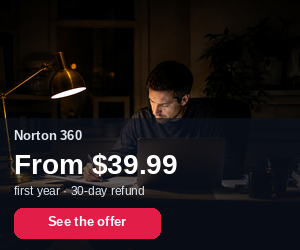 Norton 360
From $39.99
first year - 30-day refund
See the offer